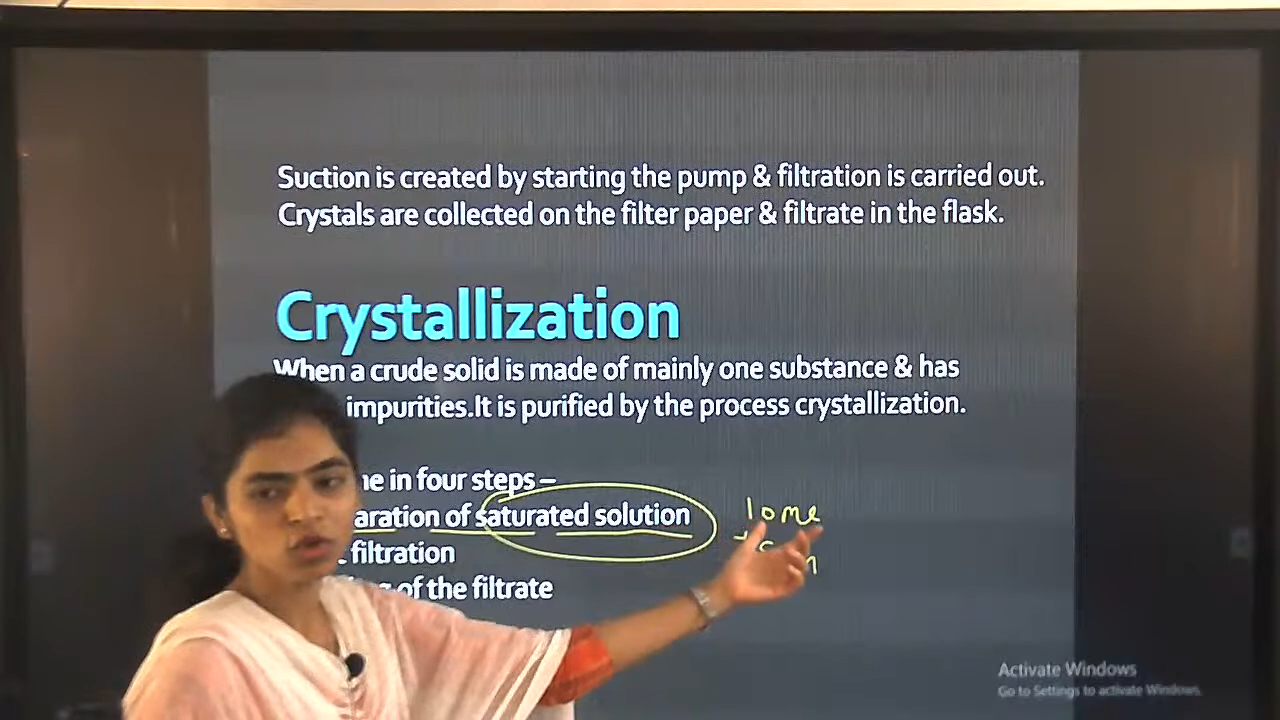 Suction is created by starting the pump & filtration is carried out.
Crystals are collected on the filter paper & filtrate in the flask.
Crystallization
When a crude solid is made of mainly one substance & has
impurities.It is purified by the process crystallization.
in four steps –
of saturated solution
filtration
of the filtrate
Activate Windows
Go to Settings to activate Windows.